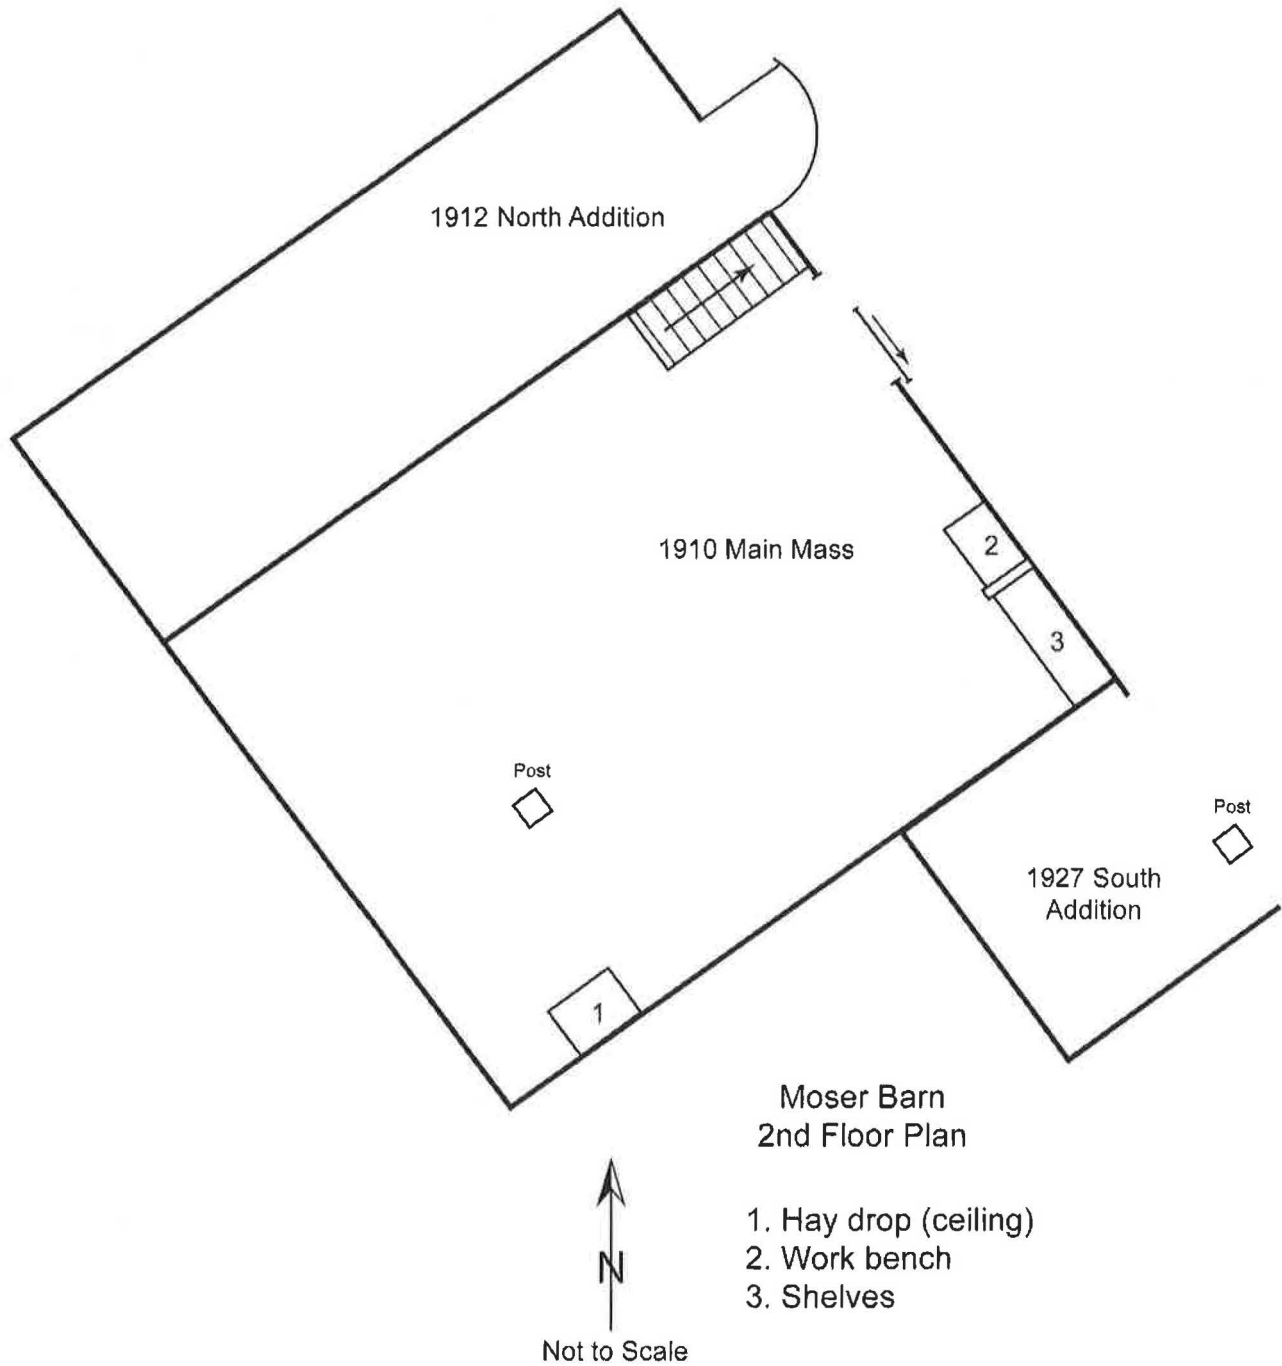 1912 North Addition
1910 Main Mass
2
3
Post
Post
1927 South
Addition
1
Moser Barn
2nd Floor Plan
1. Hay drop (ceiling)
2. Work bench
3. Shelves
N
Not to Scale